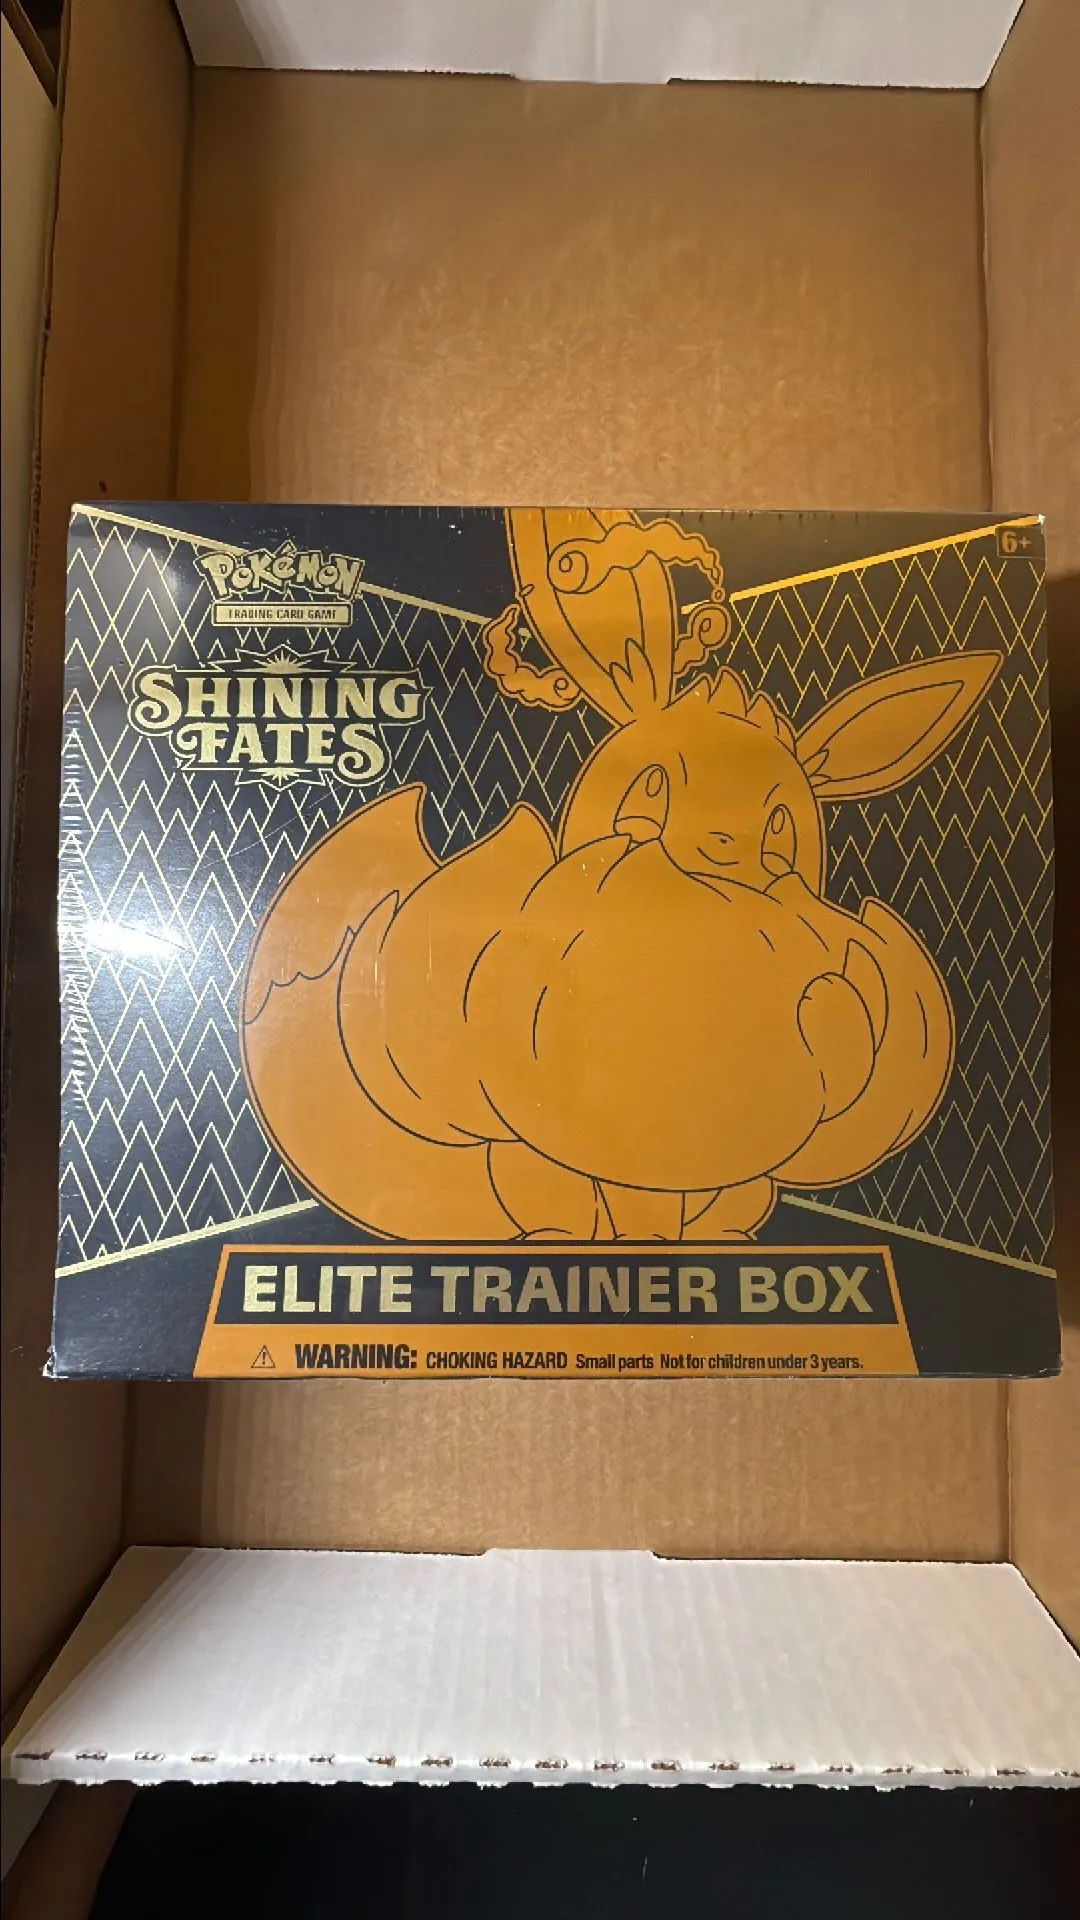 6+
POKéMON
TRADING CARD GAME
SHINING
FATES
ELITE TRAINER BOX
WARNING: CHOKING HAZARD Small parts Not for children under 3 years.